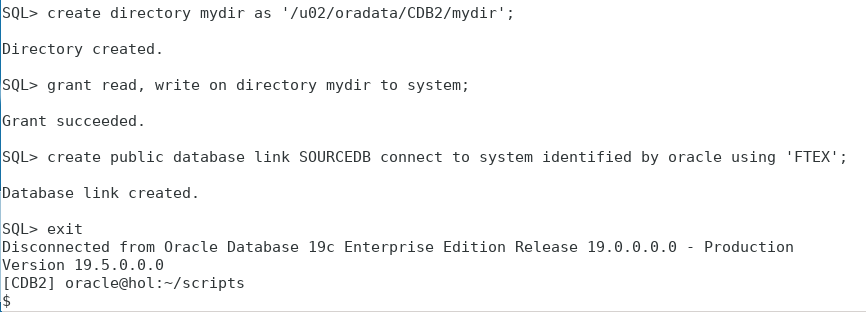 SQL> create directory mydir as '/u02/oradata/CDB2/mydir';
Directory created.
SQL> grant read, write on directory mydir to system;
Grant succeeded.
SQL> create public database link SOURCEDB connect to system identified by oracle using 'FTEX';
Database link created.
SQL> exit
Disconnected from Oracle Database 19c Enterprise Edition Release 19.0.0.0.0 - Production
Version 19.5.0.0.0
[CDB2] oracle@hol:~/scripts
$